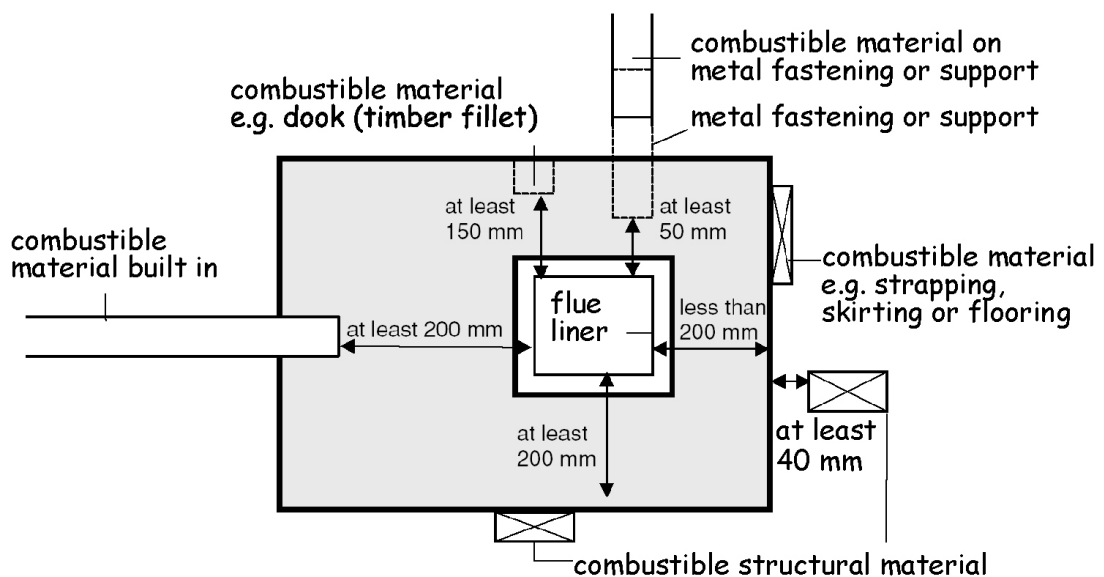 combustible material on
metal fastening or support
combustible material
e.g. dook (timber fillet)
metal fastening or support
at least
150 mm
at least
50 mm
combustible
material built in
combustible material
e.g. strapping,
skirting or flooring
flue
liner
at least 200 mm
less than
200 mm
at least
200 mm
at least
40 mm
combustible structural material